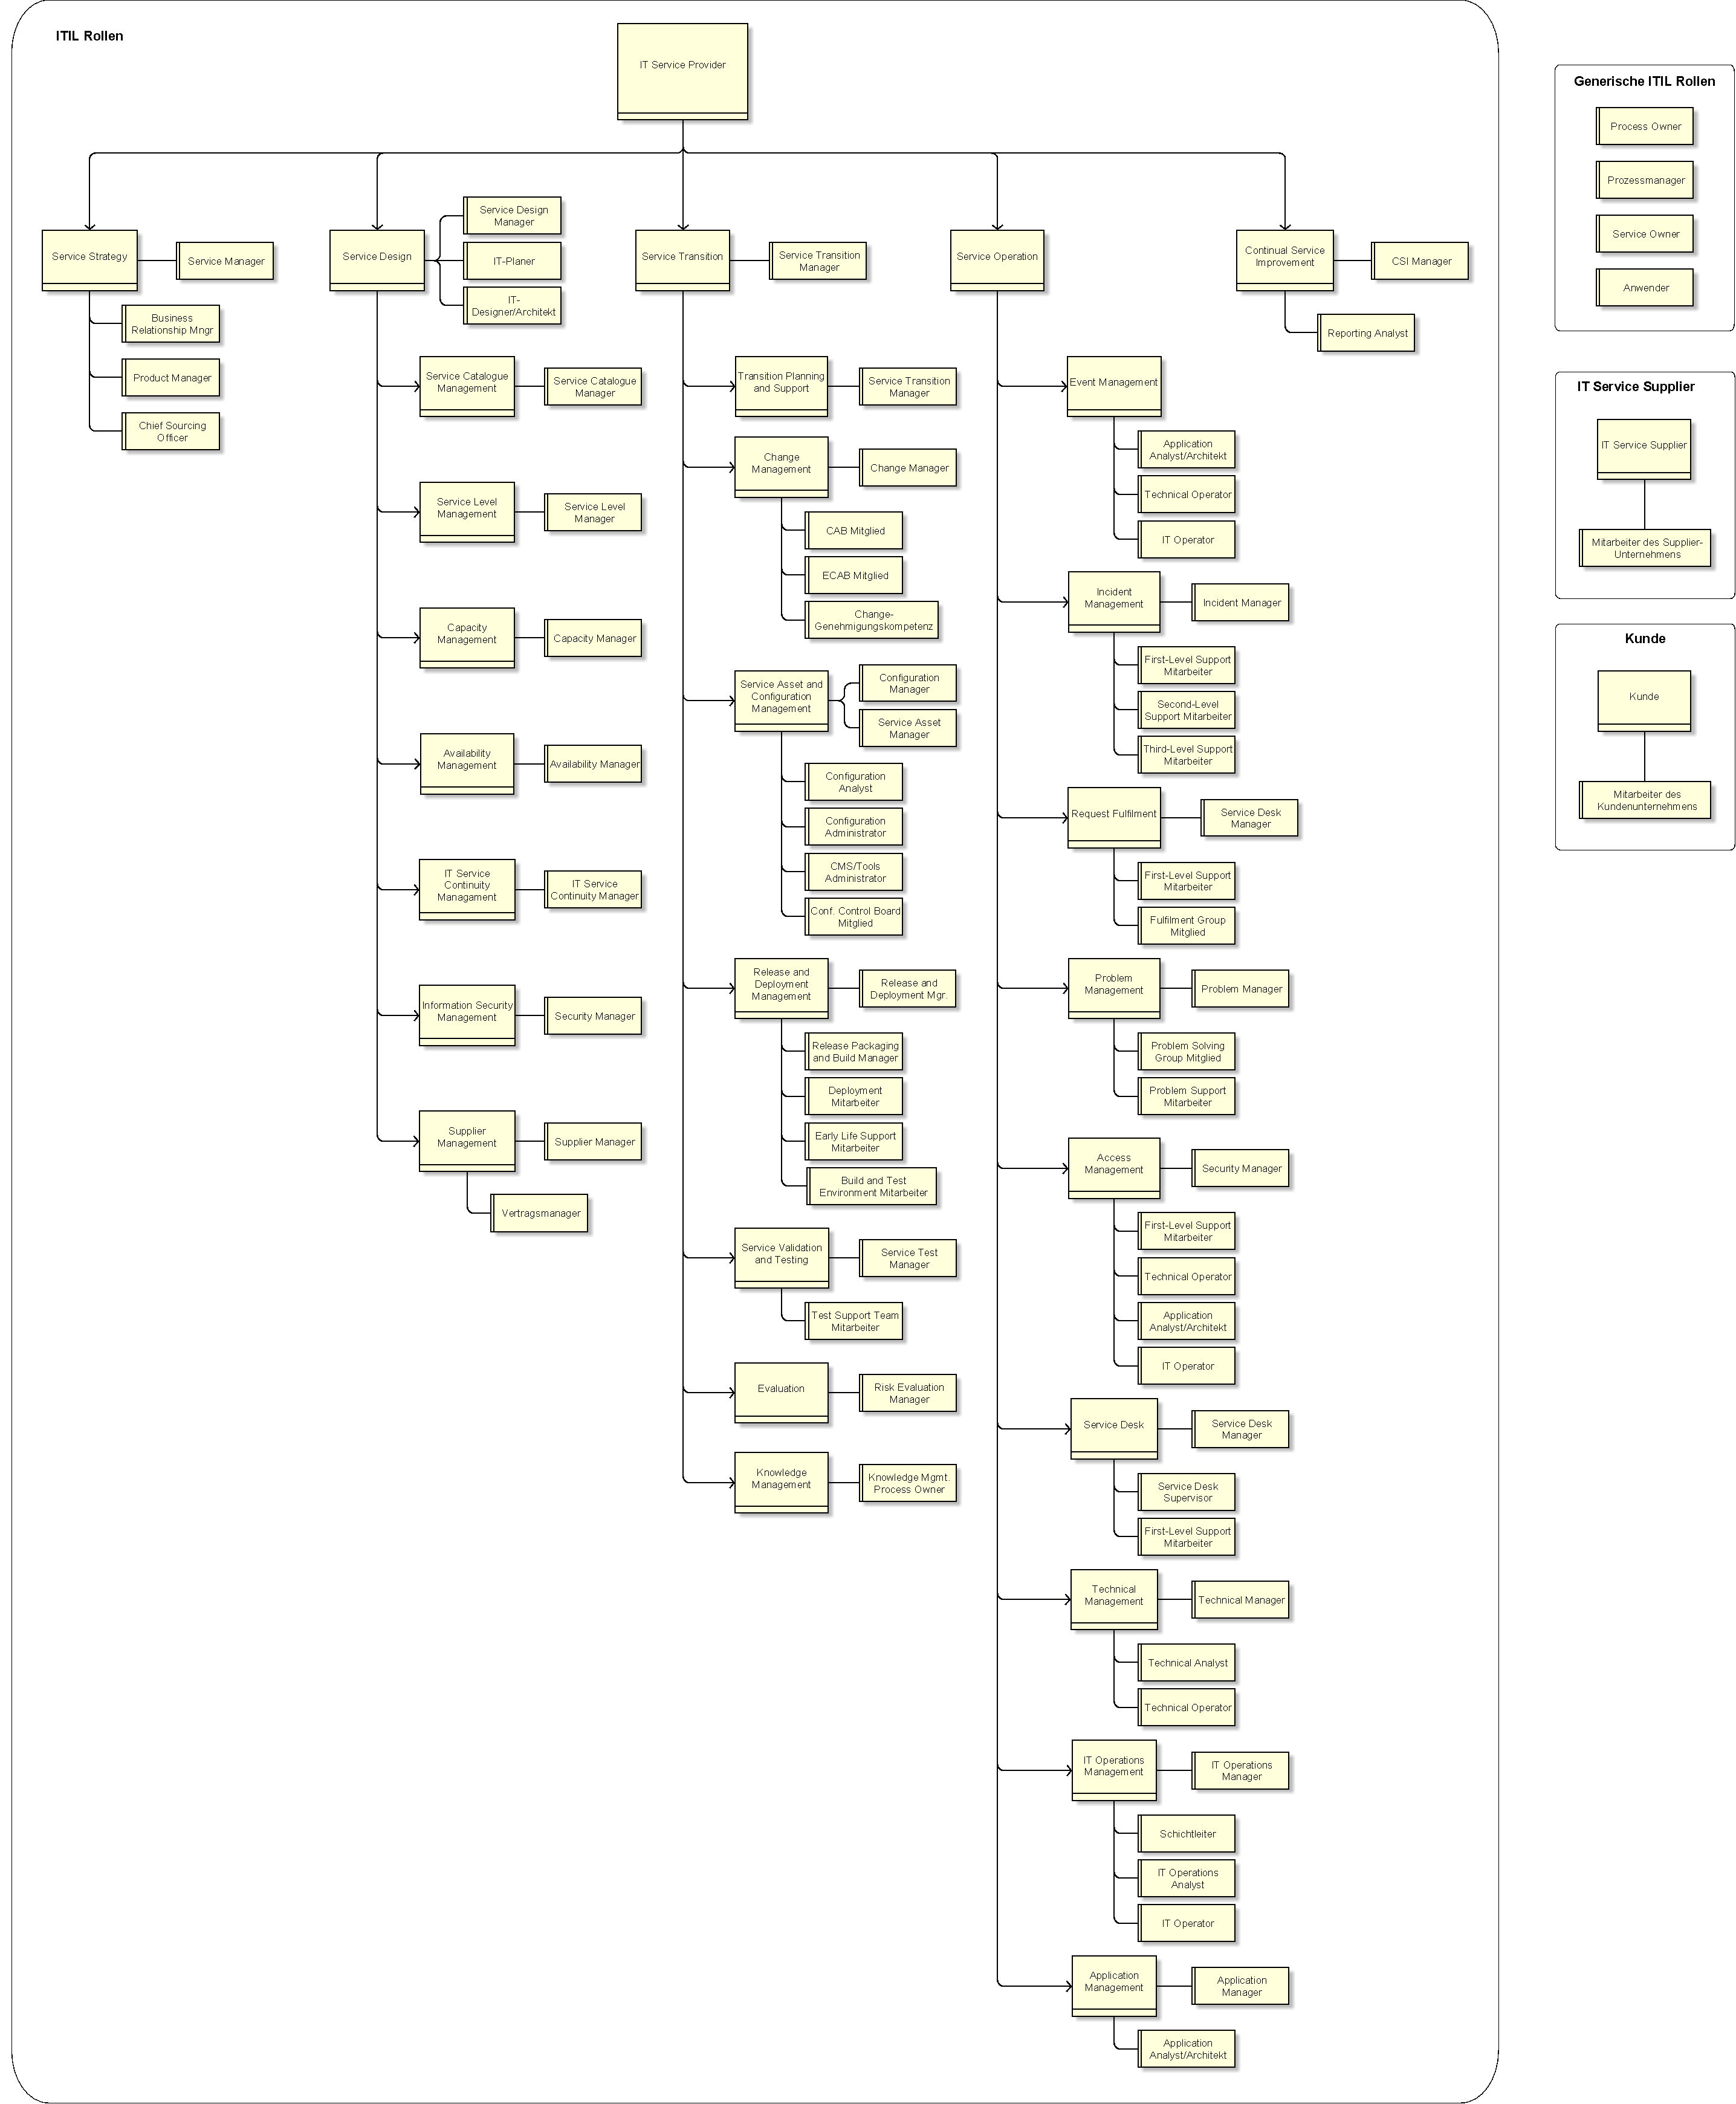 ITIL Rollen
IT Service Provider
Service Strategy
Service Manager
Business
Relationship Mngr
Product Manager
Chief Sourcing
Officer
Service Design
Service Design
Manager
IT-Planer
IT-
Designer/Architekt
Service Catalogue
Management
Service Catalogue
Manager
Service Level
Management
Service Level
Manager
Capacity
Management
Capacity Manager
Availability
Management
Availability Manager
IT Service
Continuity
Managament
IT Service
Continuity Manager
Information Security
Management
Security Manager
Supplier
Management
Supplier Manager
Vertragsmanager
Service Transition
Service Transition
Manager
Transition Planning
and Support
Service Transition
Manager
Change
Management
Change Manager
CAB Mitglied
ECAB Mitglied
Change-
Genehmigungskompetenz
Service Asset and
Configuration
Management
Configuration
Manager
Service Asset
Manager
Configuration
Analyst
Configuration
Administrator
CMS/Tools
Administrator
Conf. Control Board
Mitglied
Release and
Deployment
Management
Release and
Deployment Mgr.
Release Packaging
and Build Manager
Deployment
Mitarbeiter
Early Life Support
Mitarbeiter
Build and Test
Environment Mitarbeiter
Service Validation
and Testing
Service Test
Manager
Test Support Team
Mitarbeiter
Evaluation
Risk Evaluation
Manager
Knowledge
Management
Knowledge Mgmt.
Process Owner
Service Operation
Event Management
Application
Analyst/Architekt
Technical Operator
IT Operator
Incident
Management
Incident Manager
First-Level Support
Mitarbeiter
Second-Level
Support Mitarbeiter
Third-Level Support
Mitarbeiter
Request Fulfilment
Service Desk
Manager
First-Level Support
Mitarbeiter
Fulfilment Group
Mitglied
Problem
Management
Problem Manager
Problem Solving
Group Mitglied
Problem Support
Mitarbeiter
Access
Management
Security Manager
First-Level Support
Mitarbeiter
Technical Operator
Application
Analyst/Architekt
IT Operator
Service Desk
Service Desk
Manager
Service Desk
Supervisor
First-Level Support
Mitarbeiter
Technical
Management
Technical Manager
Technical Analyst
Technical Operator
IT Operations
Management
IT Operations
Manager
Schichtleiter
IT Operations
Analyst
IT Operator
Application
Management
Application
Manager
Application
Analyst/Architekt
Continual Service
Improvement
CSI Manager
Reporting Analyst
Generische ITIL Rollen
Process Owner
Prozessmanager
Service Owner
Anwender
IT Service Supplier
IT Service Supplier
Mitarbeiter des Supplier-
Unternehmens
Kunde
Kunde
Mitarbeiter des
Kundenunternehmens